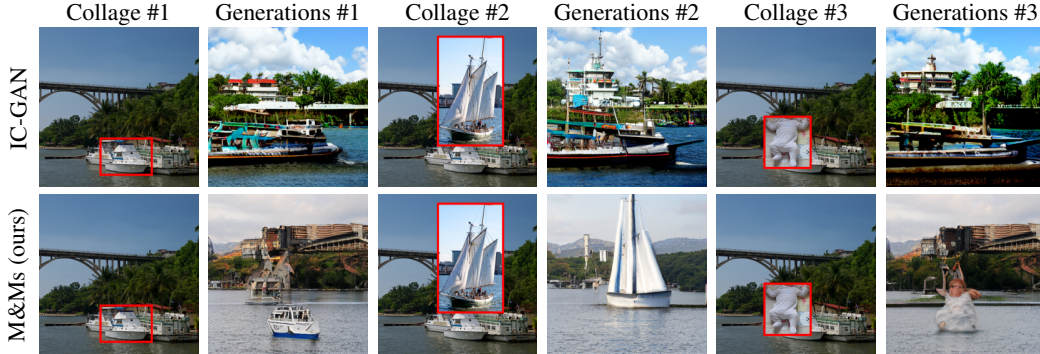 Collage #1 Generations #1 Collage #2 Generations #2 Collage #3 Generations #3
IC-GAN
M&Ms (ours)